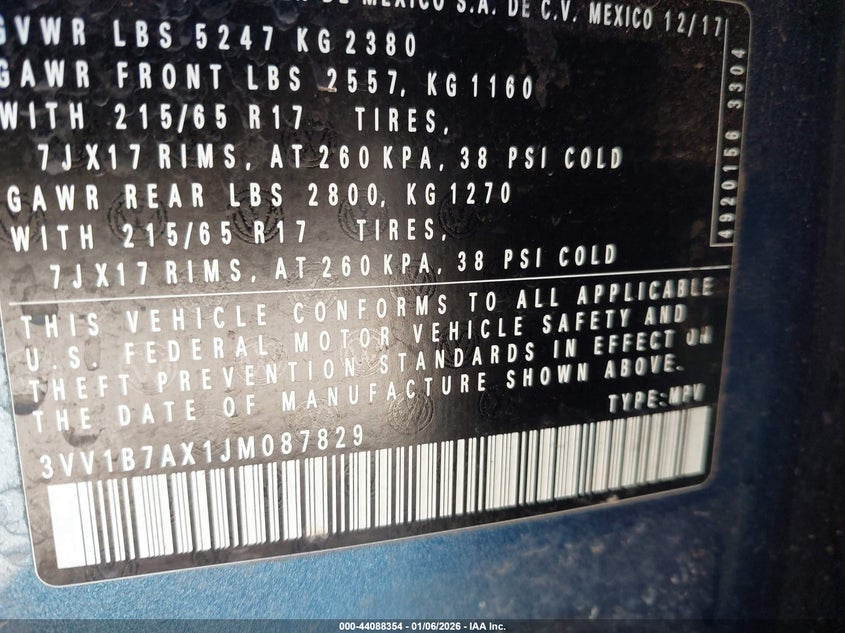 DE MEXICO S.A. DE C.V. MEXICO 12/17
GVWR LBS 5247 KG 2380
GAWR FRONT LBS 2557, KG 1160
WITH 215/65 R17 TIRES,
7JX17 RIMS, AT 260 KPA, 38 PSI COLD
GAWR REAR LBS 2800, KG 1270
WITH 215/65 R17 TIRES,
7JX17 RIMS, AT 260 KPA, 38 PSI COLD
4920156 3304
THIS VEHICLE CONFORMS TO ALL APPLICABLE
U.S. FEDERAL MOTOR VEHICLE SAFETY AND
THEFT PREVENTION STANDARDS IN EFFECT ON
THE DATE OF MANUFACTURE SHOWN ABOVE.
TYPE:MPV
3VV1B7AX1JM087829
000-44088354 - 01/06/2026 - IAA Inc.